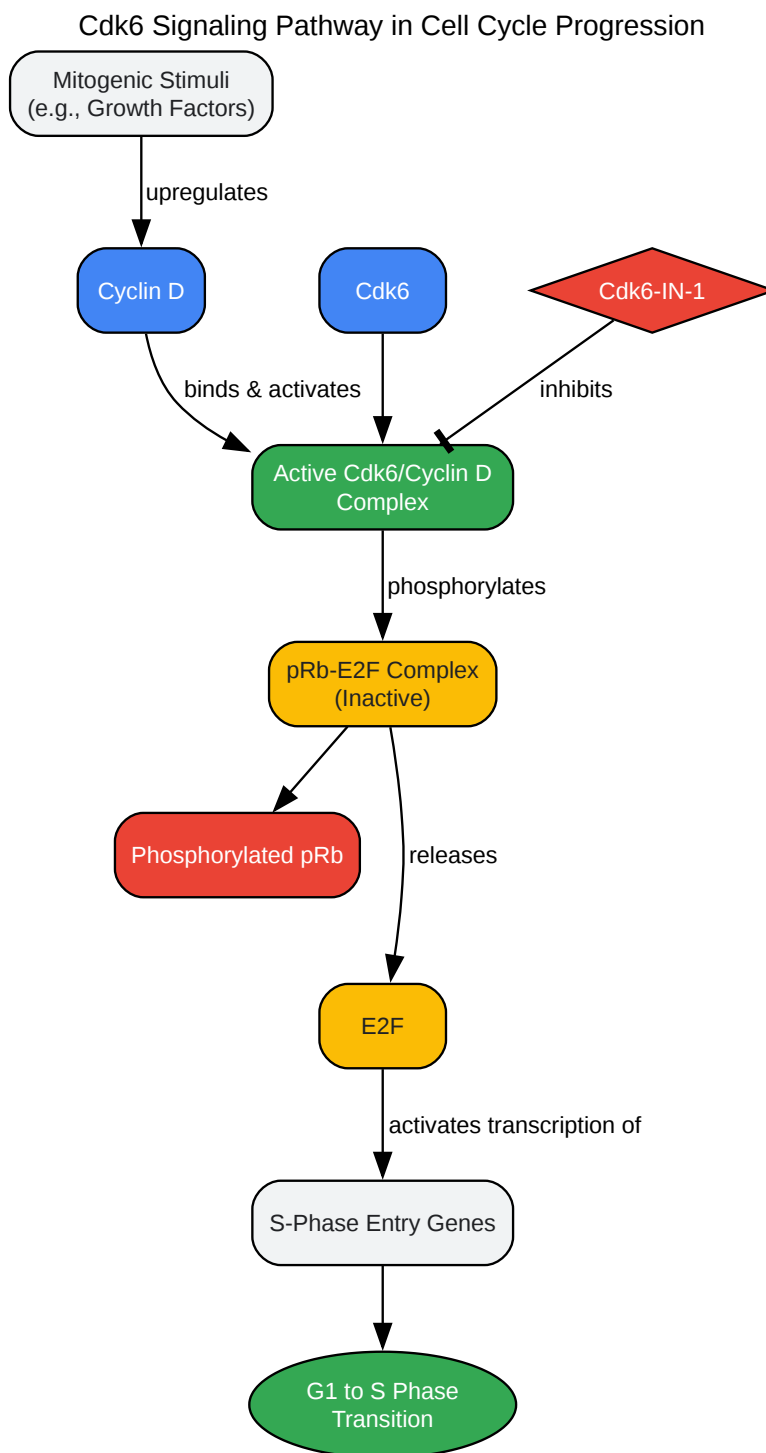 Cdk6 Signaling Pathway in Cell Cycle Progression
Mitogenic Stimuli
(e.g., Growth Factors)
upregulates
Cyclin D
Cdk6
Cdk6-IN-1
binds & activates
inhibits
Active Cdk6/Cyclin D
Complex
phosphorylates
pRb-E2F Complex
(Inactive)
Phosphorylated pRb
releases
E2F
activates transcription of
S-Phase Entry Genes
G1 to S Phase
Transition